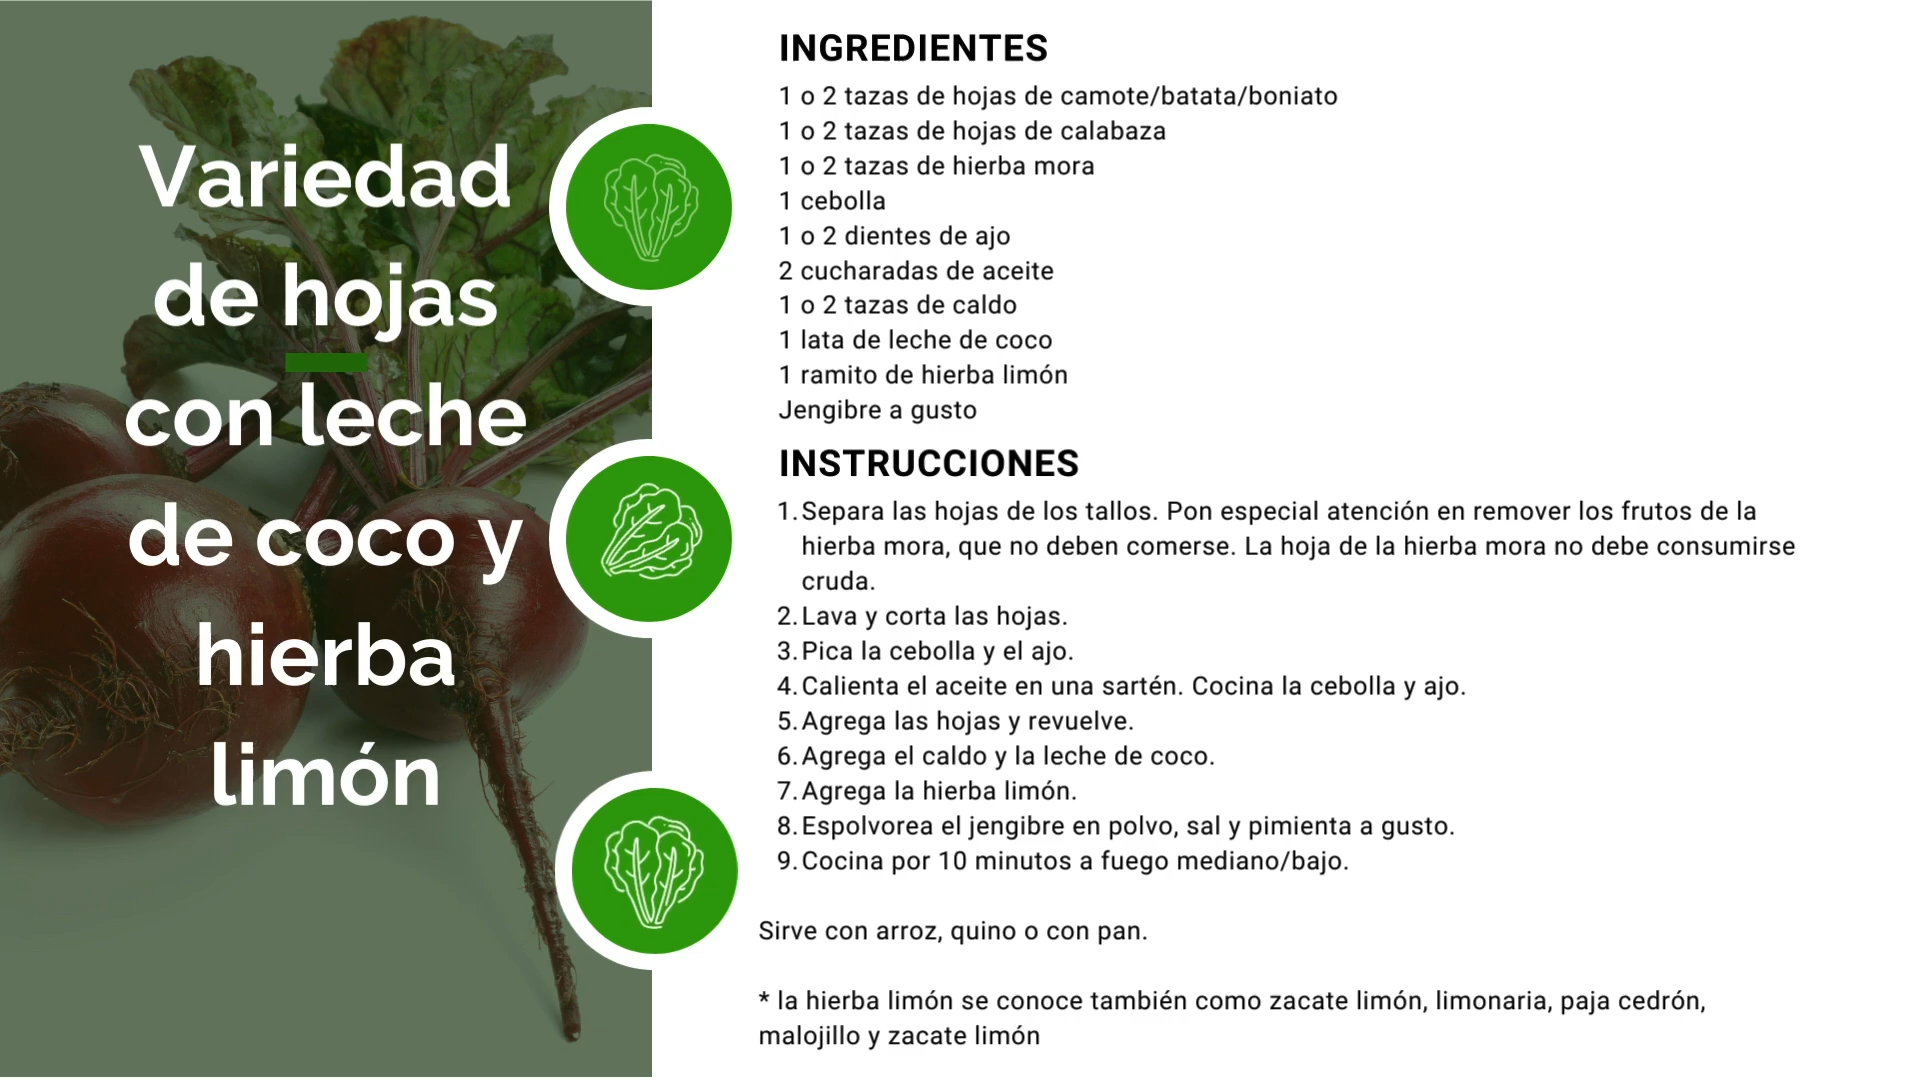 Variedad
de hojas
con leche
de coco y
hierba
limón
INGREDIENTES
1 o 2 tazas de hojas de camote/batata/boniato
1 o 2 tazas de hojas de calabaza
1 o 2 tazas de hierba mora
1 cebolla
1 o 2 dientes de ajo
2 cucharadas de aceite
1 o 2 tazas de caldo
1 lata de leche de coco
1 ramito de hierba limón
Jengibre a gusto
INSTRUCCIONES
1. Separa las hojas de los tallos. Pon especial atención en remover los frutos de la
hierba mora, que no deben comerse. La hoja de la hierba mora no debe consumirse
cruda.
2. Lava y corta las hojas.
3. Pica la cebolla y el ajo.
4. Calienta el aceite en una sartén. Cocina la cebolla y ajo.
5. Agrega las hojas y revuelve.
6. Agrega el caldo y la leche de coco.
7. Agrega la hierba limón.
8. Espolvorea el jengibre en polvo, sal y pimienta a gusto.
9. Cocina por 10 minutos a fuego mediano/bajo.
Sirve con arroz, quino o con pan.
* la hierba limón se conoce también como zacate limón, limonaria, paja cedrón,
malojillo y zacate limón